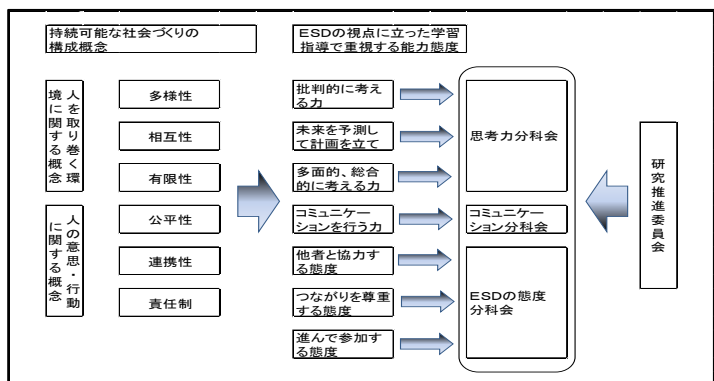 持続可能な社会づくりの
構成概念
ESDの視点に立った学習
指導で重視する能力態度
人を取り巻く環
境に関する概念
人の意思・行動
に関する概念
多様性
相互性
有限性
公平性
連携性
責任制
批判的に考え
る力
未来を予測し
て計画を立て
多面的、総合
的に考える力
コミュニケー
ションを行う力
他者と協力す
る態度
つながりを尊重
する態度
進んで参加す
る態度
思考力分科会
コミュニケー
ション分科会
ESDの態度
分科会
研究推進委員会